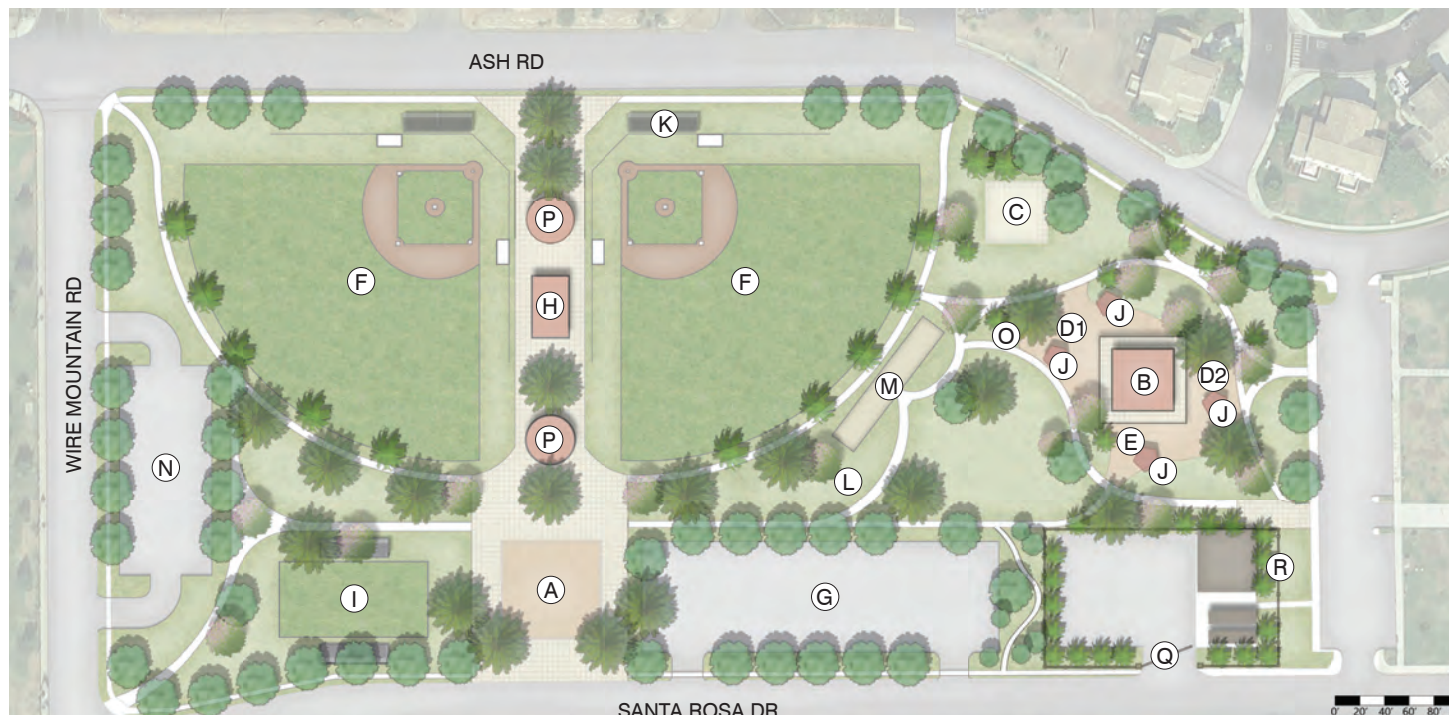 ASH RD
K
C
P
F
H
F
J
O
D1
J
B
D2
J
M
WIRE MOUNTAIN RD
P
E
J
N
L
R
I
A
G
Q
SANTA ROSA DR
0' 20' 40' 60' 80'